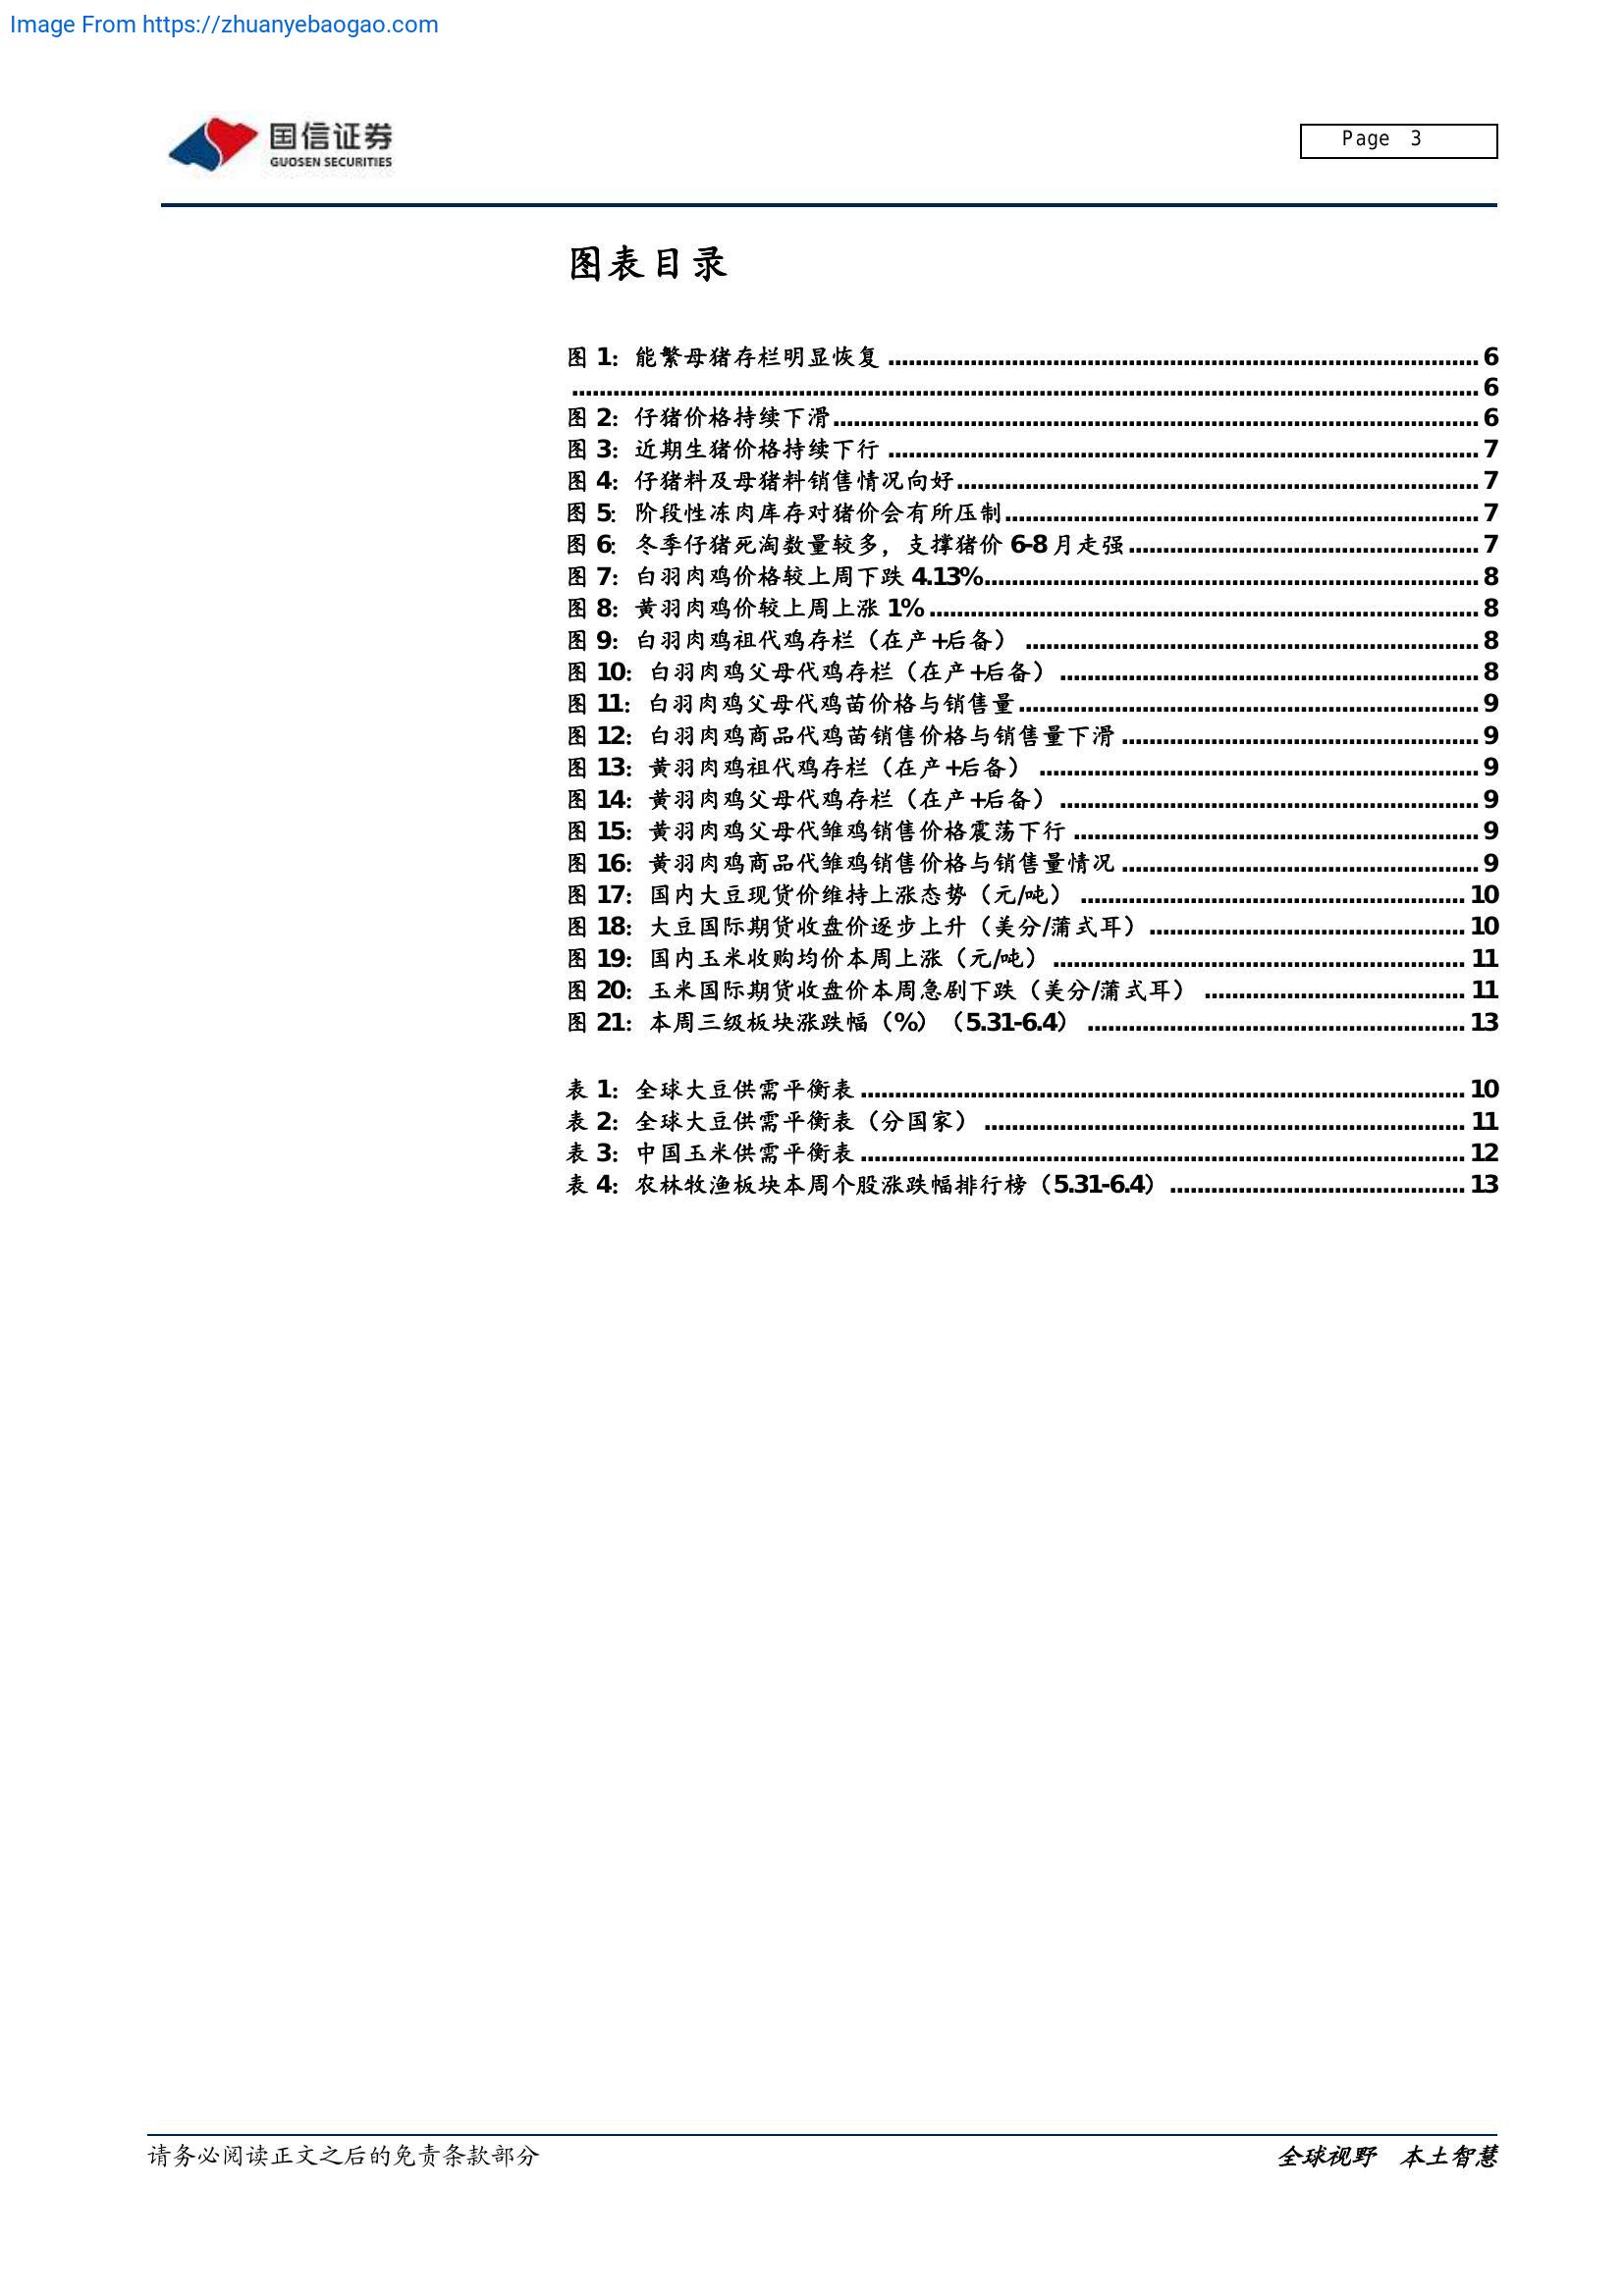 Image From https://zhuanyebaogao.com
国信证券
GUOSEN SECURITIES
Page 3
图表目录
图 1：能繁母猪存栏明显恢复 ........................................ 6
........................................ 6
图 2：仔猪价格持续下滑 ........................................ 6
图 3：近期生猪价格持续下行 ........................................ 7
图 4：仔猪料及母猪料销售情况向好 ........................................ 7
图 5：阶段性冻肉库存对猪价会有所压制 ........................................ 7
图 6：冬季仔猪死淘数量较多，支撑猪价 6-8 月走强 ........................................ 7
图 7：白羽肉鸡价格较上周下跌 4.13% ........................................ 8
图 8：黄羽肉鸡价较上周上涨 1% ........................................ 8
图 9：白羽肉鸡祖代鸡存栏（在产+后备） ........................................ 8
图 10：白羽肉鸡父母代鸡存栏（在产+后备） ........................................ 8
图 11：白羽肉鸡父母代鸡苗价格与销售量 ........................................ 9
图 12：白羽肉鸡商品代鸡苗销售价格与销售量下滑 ........................................ 9
图 13：黄羽肉鸡祖代鸡存栏（在产+后备） ........................................ 9
图 14：黄羽肉鸡父母代鸡存栏（在产+后备） ........................................ 9
图 15：黄羽肉鸡父母代雏鸡销售价格震荡下行 ........................................ 9
图 16：黄羽肉鸡商品代雏鸡销售价格与销售量情况 ........................................ 9
图 17：国内大豆现货价维持上涨态势（元/吨） ........................................ 10
图 18：大豆国际期货收盘价逐步上升（美分/蒲式耳） ........................................ 10
图 19：国内玉米收购均价本周上涨（元/吨） ........................................ 11
图 20：玉米国际期货收盘价本周急剧下跌（美分/蒲式耳） ........................................ 11
图 21：本周三级板块涨跌幅（%）（5.31-6.4） ........................................ 13
表 1：全球大豆供需平衡表 ........................................ 10
表 2：全球大豆供需平衡表（分国家） ........................................ 11
表 3：中国玉米供需平衡表 ........................................ 12
表 4：农林牧渔板块本周个股涨跌幅排行榜（5.31-6.4） ........................................ 13
请务必阅读正文之后的免责条款部分
全球视野 本土智慧